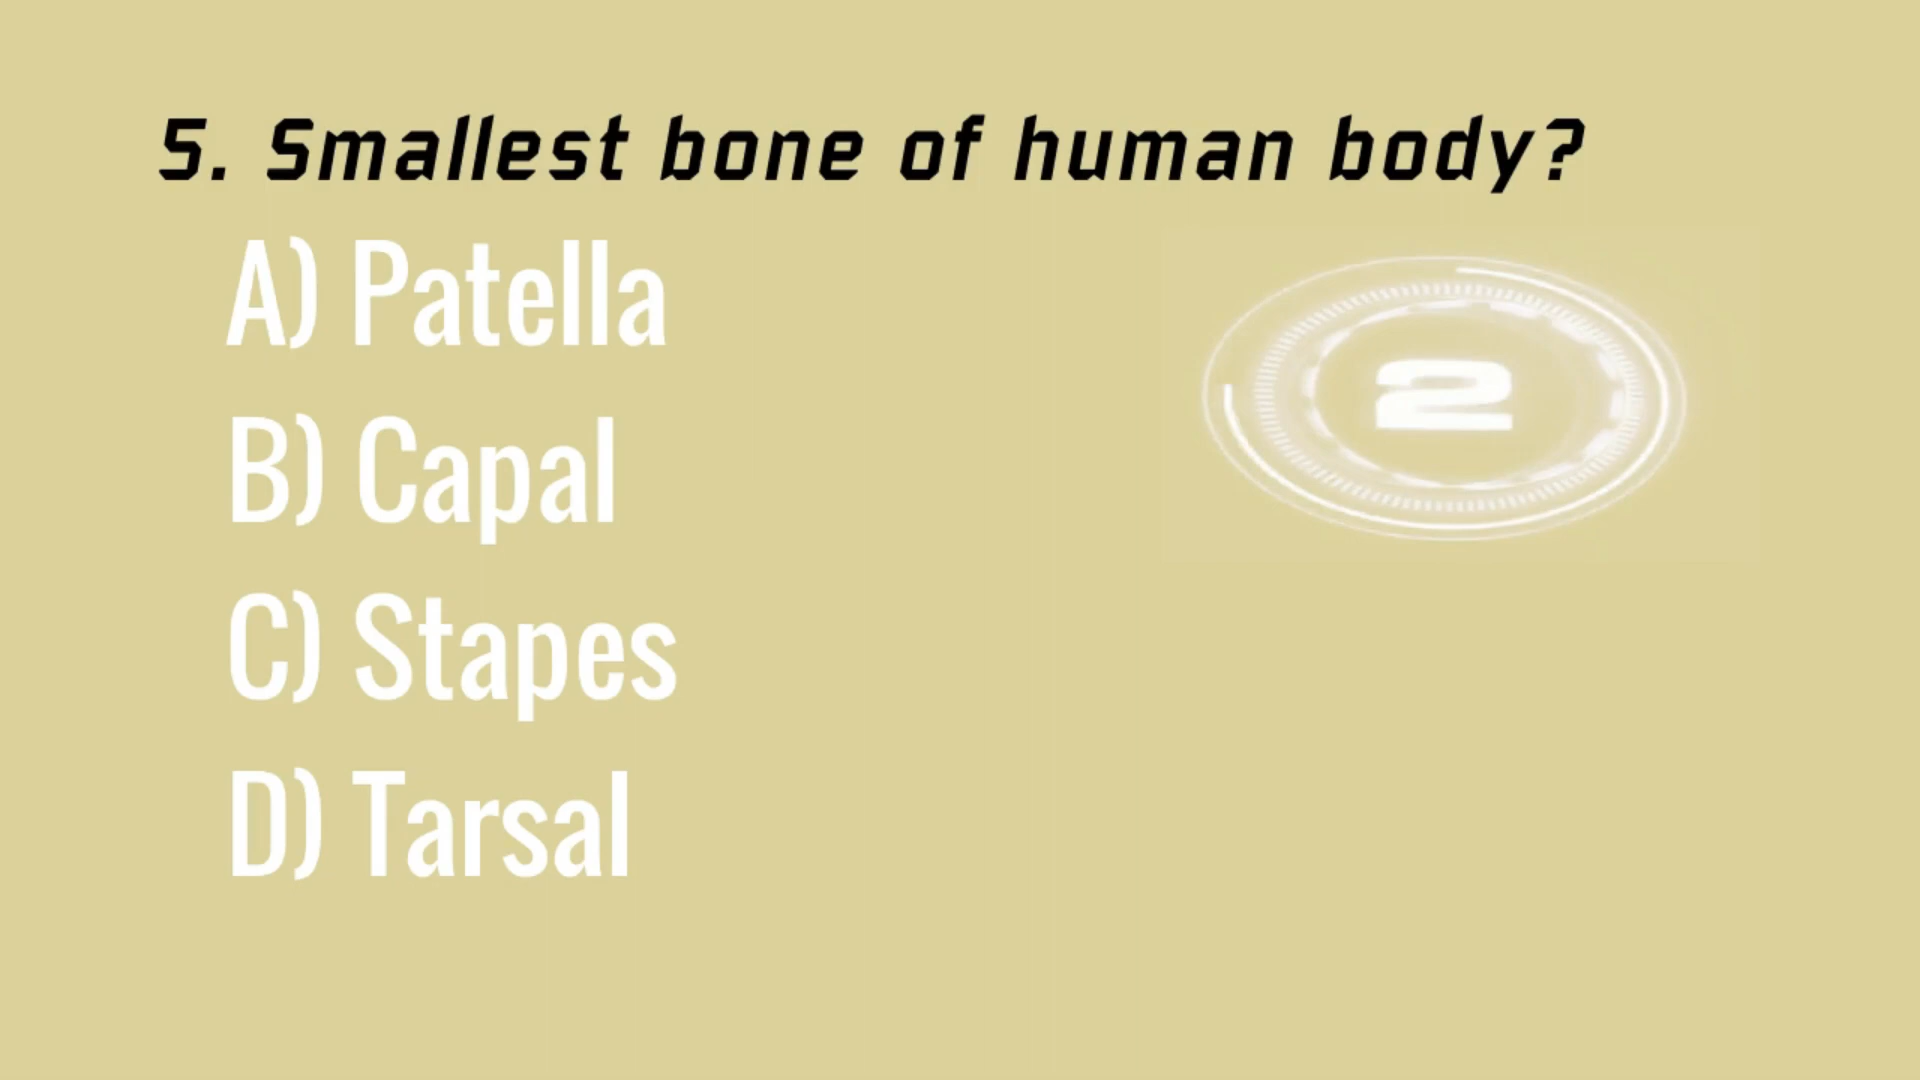 5. Smallest bone of human body?
A) Patella
2
B) Capal
C) Stapes
D) Tarsal